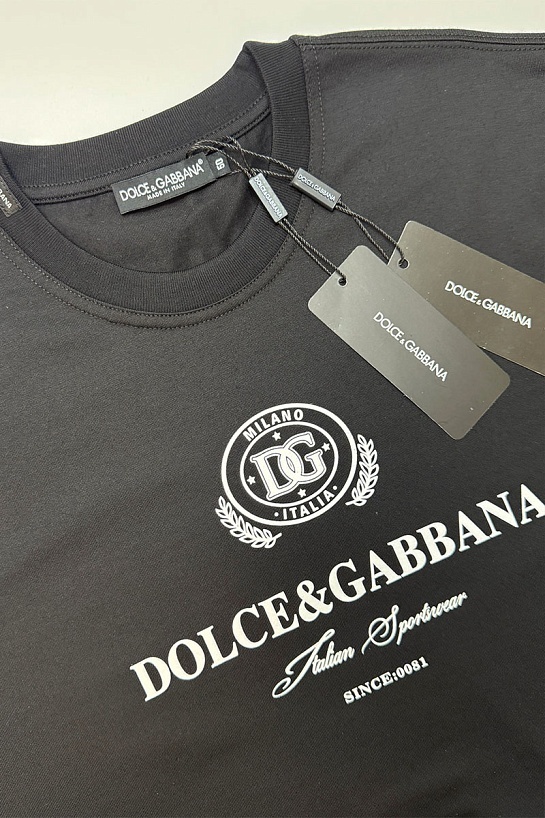 DOLCE & GABBANA®
MADE IN ITALY
50
DOLCE & GABBANA
DOLCE & GABBANA
DOLCE & GABBANA
DOLCE & GABBANA
MILANO
DG
·ITALIA·
DOLCE&GABBANA
Italian Sportswear
SINCE:0081